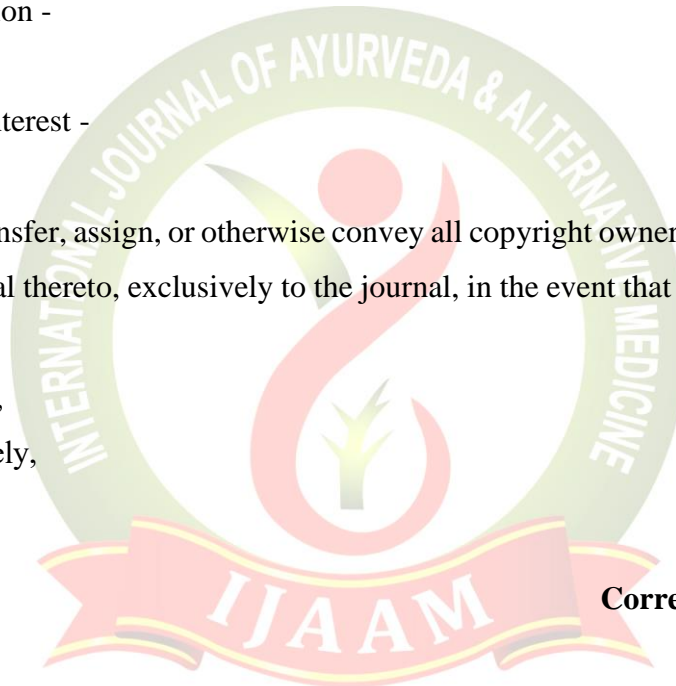 on -
terest -
INTERNATIONAL JOURNAL OF AYURVEDA & ALTERNATIVE MEDICINE
nsfer, assign, or otherwise convey all copyright owner
al thereto, exclusively to the journal, in the event that
,
ely,
Corre
IJAAM